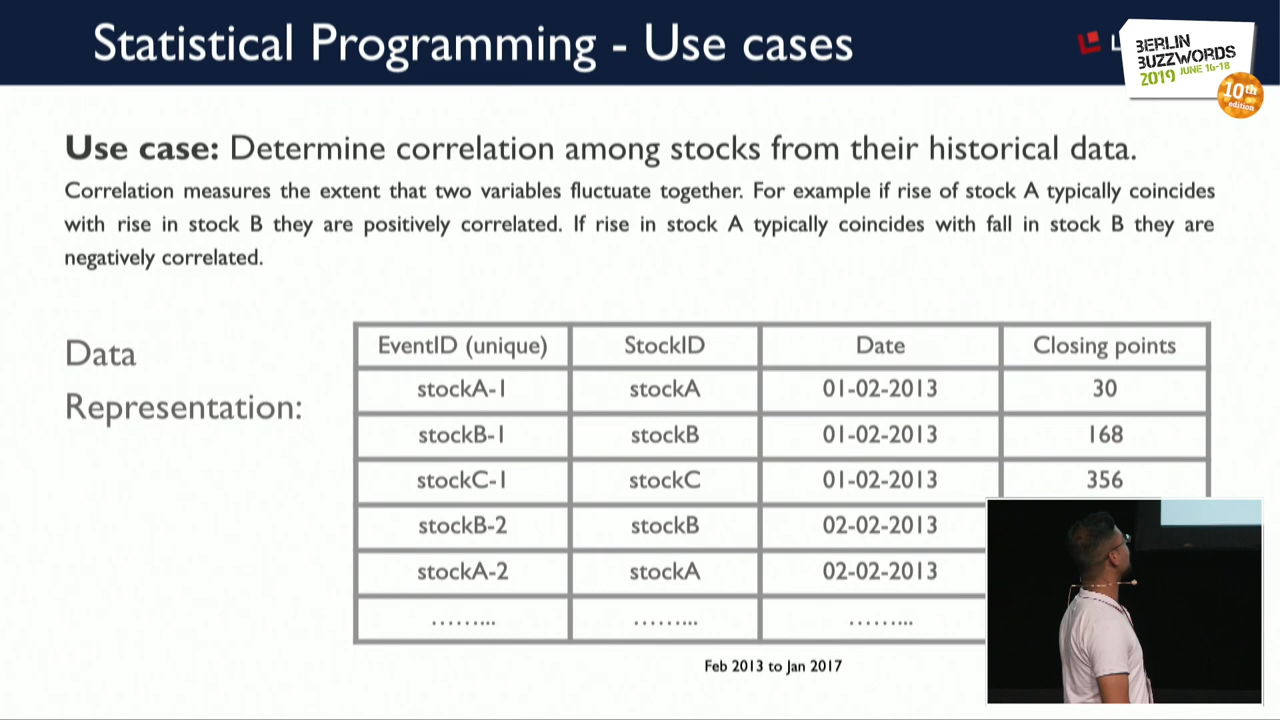 Statistical Programming - Use cases
BERLIN
BUZZWORDS
2019 JUNE 16-18
10th
edition
Use case: Determine correlation among stocks from their historical data.
Correlation measures the extent that two variables fluctuate together. For example if rise of stock A typically coincides
with rise in stock B they are positively correlated. If rise in stock A typically coincides with fall in stock B they are
negatively correlated.
Data
Representation:
EventID (unique) StockID Date Closing points
stockA-1 stockA 01-02-2013 30
stockB-1 stockB 01-02-2013 168
stockC-1 stockC 01-02-2013 356
stockB-2 stockB 02-02-2013
stockA-2 stockA 02-02-2013
……... ……... ……...
Feb 2013 to Jan 2017